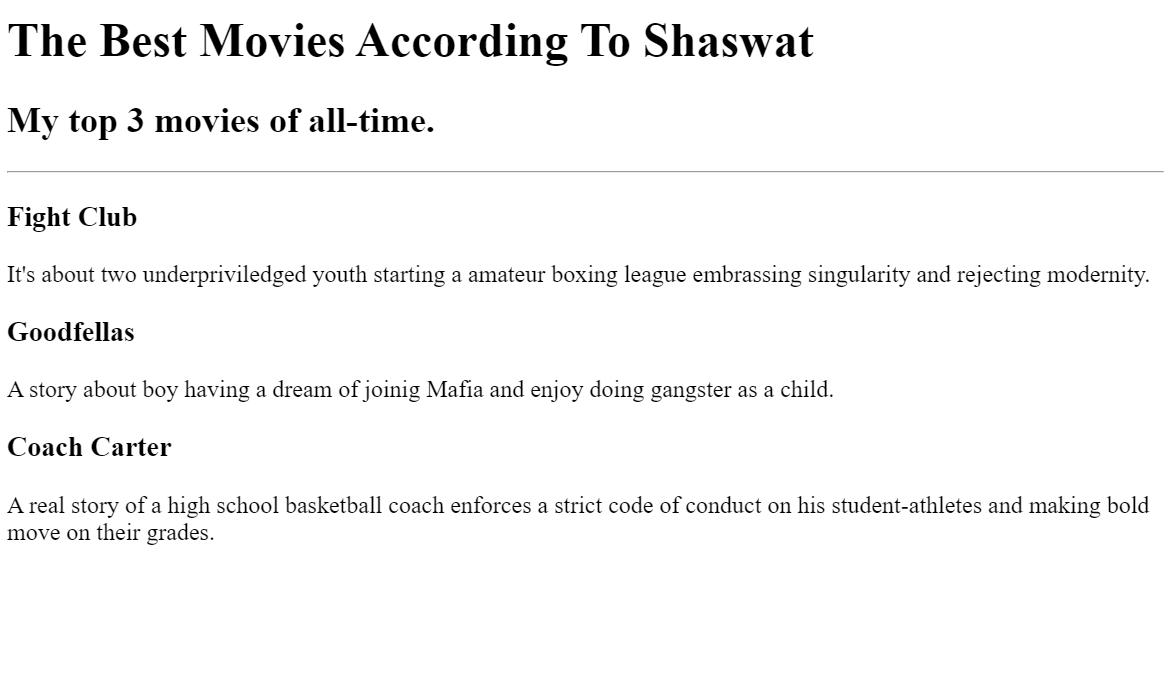 The Best Movies According To Shaswat
My top 3 movies of all-time.
Fight Club
It's about two underpriviledged youth starting a amateur boxing league embrassing singularity and rejecting modernity.
Goodfellas
A story about boy having a dream of joinig Mafia and enjoy doing gangster as a child.
Coach Carter
A real story of a high school basketball coach enforces a strict code of conduct on his student-athletes and making bold
move on their grades.